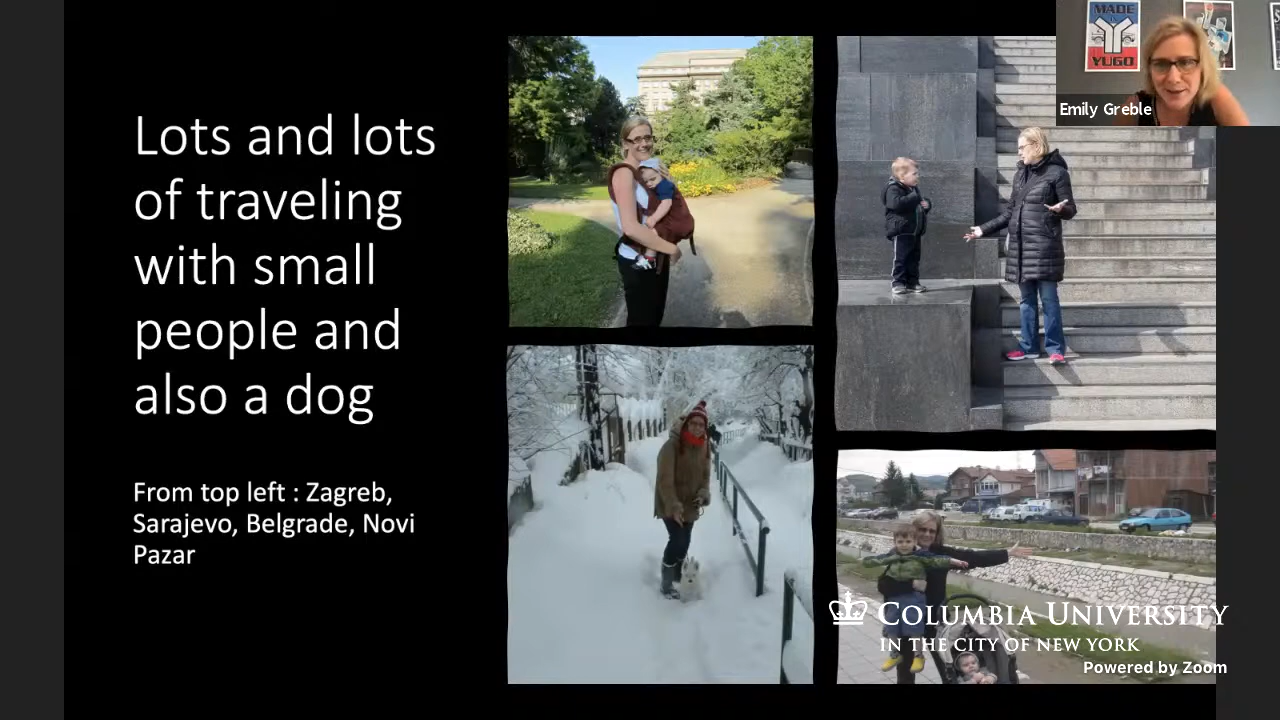 Lots and lots
of traveling
with small
people and
also a dog
From top left : Zagreb,
Sarajevo, Belgrade, Novi
Pazar
MADE
IN
YUGO
Emily Greble
COLUMBIA UNIVERSITY
IN THE CITY OF NEW YORK
Powered by Zoom